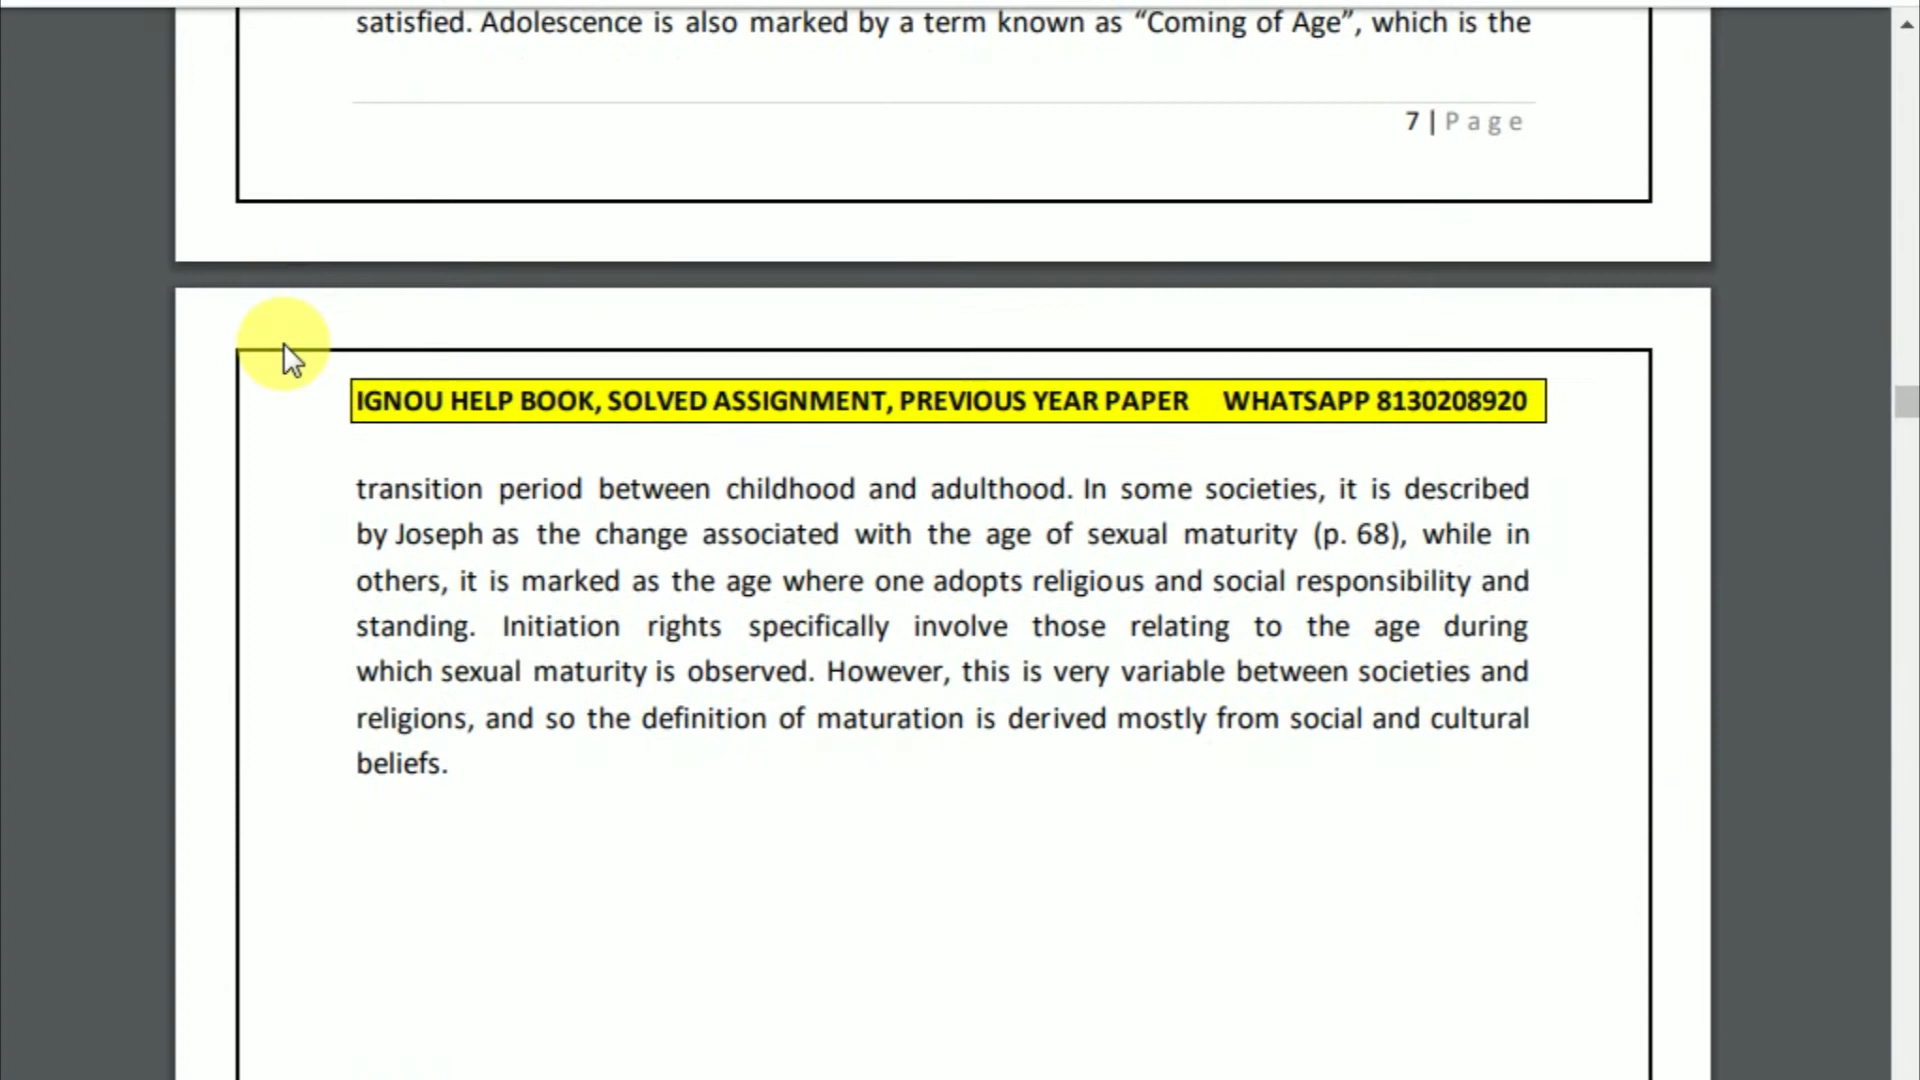 satisfied. Adolescence is also marked by a term known as “Coming of Age”, which is the
7 | Page
IGNOU HELP BOOK, SOLVED ASSIGNMENT, PREVIOUS YEAR PAPER WHATSAPP 8130208920
transition period between childhood and adulthood. In some societies, it is described
by Joseph as the change associated with the age of sexual maturity (p. 68), while in
others, it is marked as the age where one adopts religious and social responsibility and
standing. Initiation rights specifically involve those relating to the age during
which sexual maturity is observed. However, this is very variable between societies and
religions, and so the definition of maturation is derived mostly from social and cultural
beliefs.